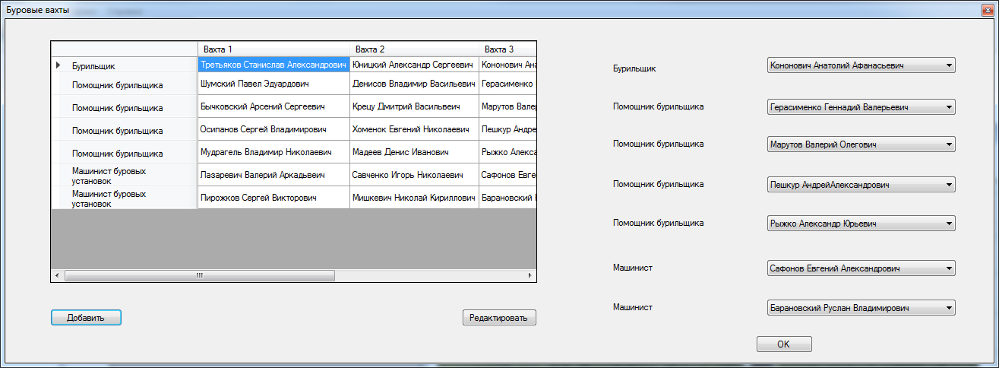 Буровые вахты
Вахта 1 Вахта 2 Вахта 3
Бурильщик Третьяков Станислав Александрович Юницкий Александр Сергеевич Кононович Ана
Помощник бурильщика Шумский Павел Эдуардович Денисов Владимир Васильевич Герасименко
Помощник бурильщика Бычковский Арсений Сергеевич Крецу Дмитрий Васильвеич Марутов Вале
Помощник бурильщика Осипанов Сергей Владимирович Хоменок Евгений Николаевич Пешкур Андре
Помощник бурильщика Мудрагель Владимир Николаевич Мадеев Денис Иванович Рыжко Алекса
Машинист буровых
установок
Лазаревич Валерий Аркадьвеич Савченко Игорь Николаевич Сафонов Евге
Машинист буровых
установок
Пирожков Сергей Викторович Мишкевич Николай Кириллович Барановский
Добавить
Редактировать
Бурильщик Кононович Анатолий Афанасьевич
Помощник бурильщика Герасименко Геннадий Валерьевич
Помощник бурильщика Марутов Валерий Олегович
Помощник бурильщика Пешкур АндрейАлександрович
Помощник бурильщика Рыжко Александр Юрьевич
Машинист Сафонов Евгений Александрович
Машинист Барановский Руслан Владимирович
OK